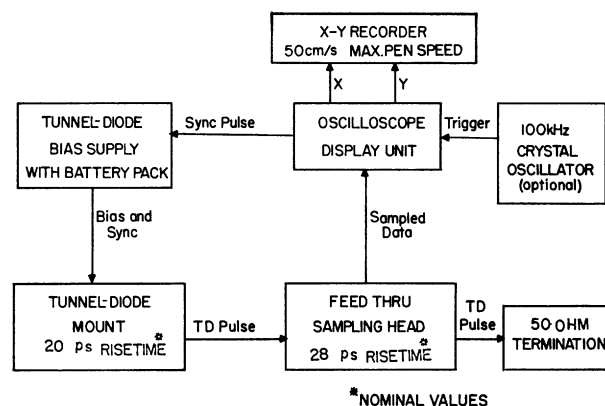 X-Y RECORDER
50cm/s MAX.PEN SPEED
X
Y
TUNNEL-DIODE
BIAS SUPPLY
WITH BATTERY PACK
Sync Pulse
OSCILLOSCOPE
DISPLAY UNIT
Trigger
100kHz
CRYSTAL
OSCILLATOR
(optional)
Bias and
Sync
Sampled
Data
TUNNEL-DIODE
MOUNT
20 ps RISETIME*
TD Pulse
FEED THRU
SAMPLING HEAD
28 ps RISETIME*
TD
Pulse
50-OHM
TERMINATION
*NOMINAL VALUES